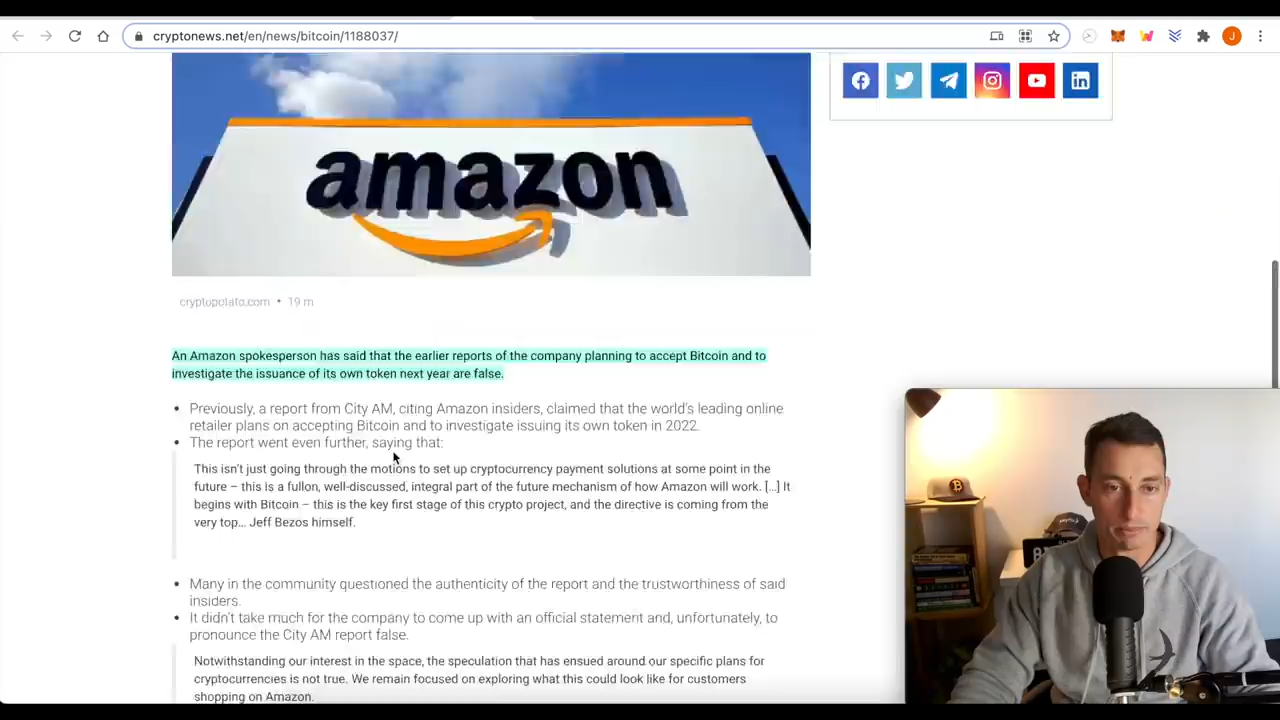 cryptonews.net/en/news/bitcoin/1188037/
J
amazon
cryptopotato.com • 19 m
An Amazon spokesperson has said that the earlier reports of the company planning to accept Bitcoin and to
investigate the issuance of its own token next year are false.
• Previously, a report from City AM, citing Amazon insiders, claimed that the world's leading online
retailer plans on accepting Bitcoin and to investigate issuing its own token in 2022.
• The report went even further, saying that:
This isn't just going through the motions to set up cryptocurrency payment solutions at some point in the
future – this is a fullon, well-discussed, integral part of the future mechanism of how Amazon will work. [...] It
begins with Bitcoin – this is the key first stage of this crypto project, and the directive is coming from the
very top... Jeff Bezos himself.
• Many in the community questioned the authenticity of the report and the trustworthiness of said
insiders.
• It didn't take much for the company to come up with an official statement and, unfortunately, to
pronounce the City AM report false.
Notwithstanding our interest in the space, the speculation that has ensued around our specific plans for
cryptocurrencies is not true. We remain focused on exploring what this could look like for customers
shopping on Amazon.